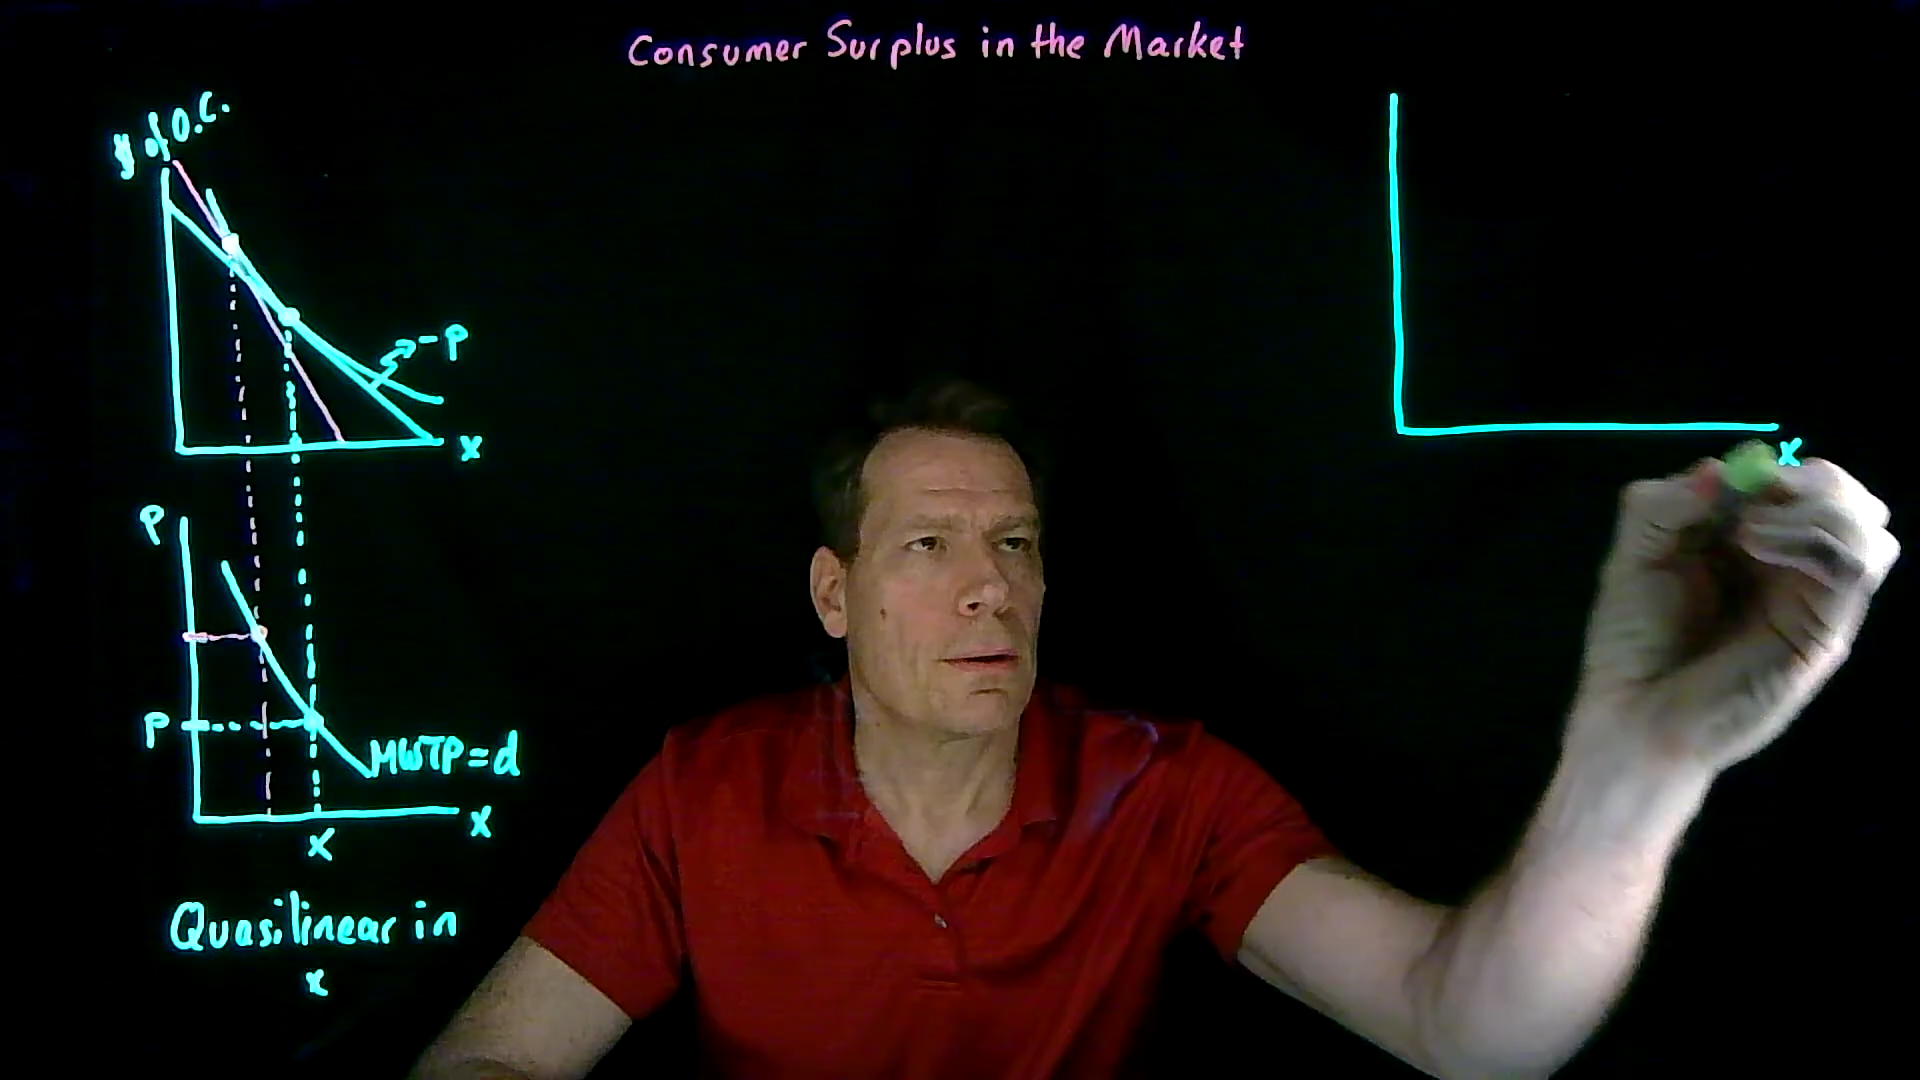 Consumer Surplus in the Market
y of O.C.
-P
x
P
P
MWTP=d
x
x
Quasilinear in
x
x